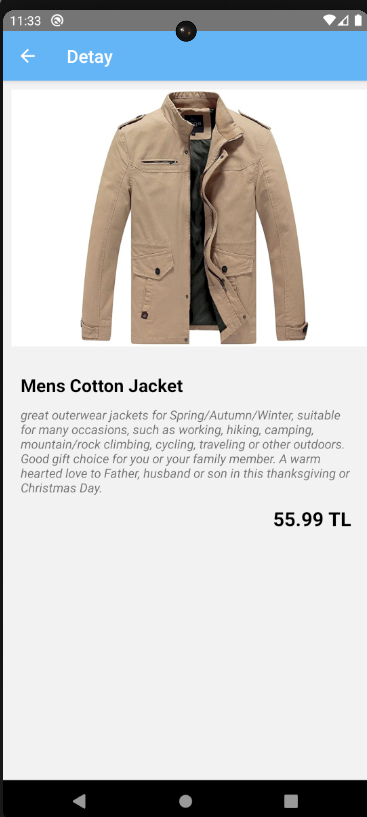 11:33
Detay
Mens Cotton Jacket
great outerwear jackets for Spring/Autumn/Winter, suitable
for many occasions, such as working, hiking, camping,
mountain/rock climbing, cycling, traveling or other outdoors.
Good gift choice for you or your family member. A warm
hearted love to Father, husband or son in this thanksgiving or
Christmas Day.
55.99 TL